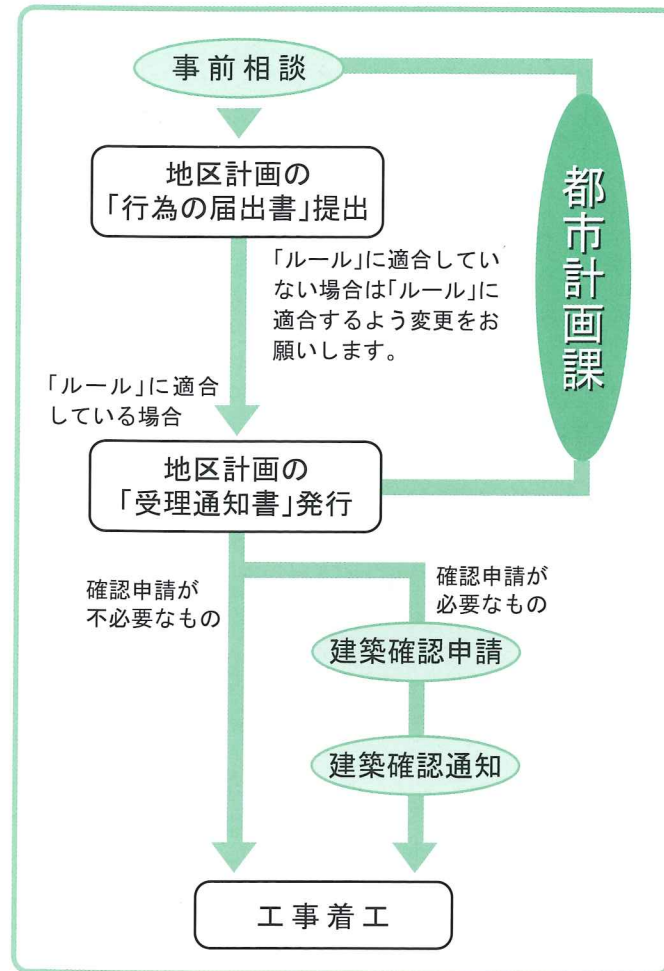 事前相談
地区計画の
「行為の届出書」提出
都市計画課
「ルール」に適合してい
ない場合は「ルール」に
適合するよう変更をお
願いします。
「ルール」に適合
している場合
地区計画の
「受理通知書」発行
確認申請が
不必要なもの
確認申請が
必要なもの
建築確認申請
建築確認通知
工事着工